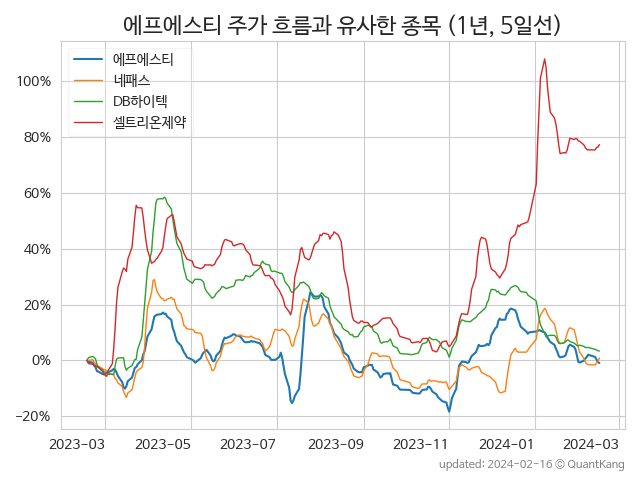 에프에스티 주가 흐름과 유사한 종목 (1년, 5일선)
에프에스티
네패스
DB하이텍
셀트리온제약
100%
80%
60%
40%
20%
0%
−20%
2023-03 2023-05 2023-07 2023-09 2023-11 2024-01 2024-03
updated: 2024-02-16 © QuantKang